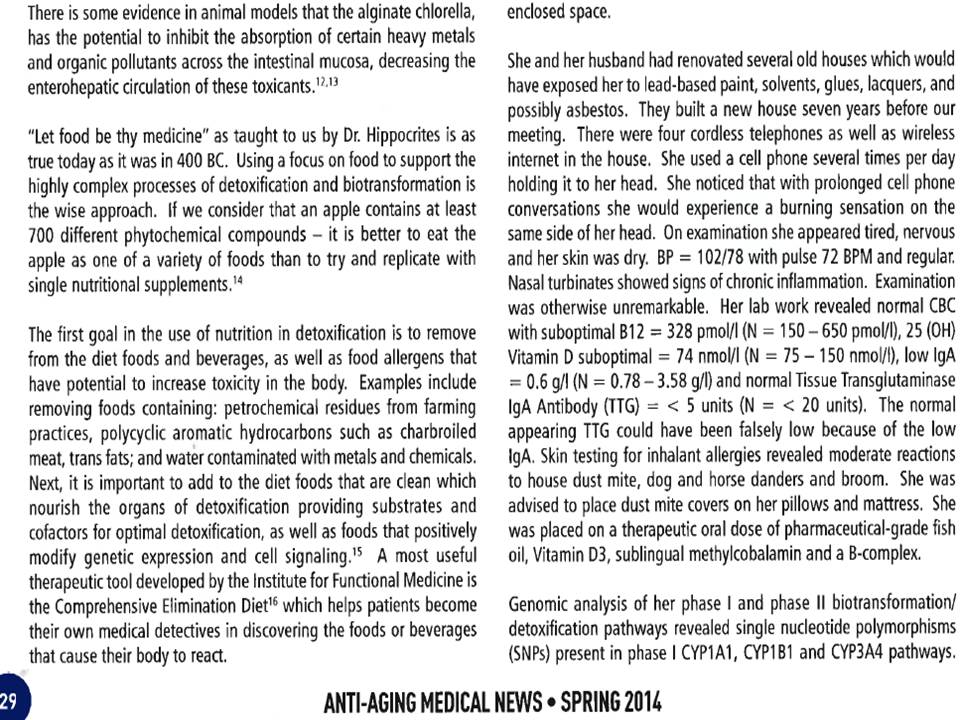 There is some evidence in animal models that the alginate chlorella,
has the potential to inhibit the absorption of certain heavy metals
and organic pollutants across the intestinal mucosa, decreasing the
enterohepatic circulation of these toxicants.¹²,¹³
“Let food be thy medicine” as taught to us by Dr. Hippocrites is as
true today as it was in 400 BC. Using a focus on food to support the
highly complex processes of detoxification and biotransformation is
the wise approach. If we consider that an apple contains at least
700 different phytochemical compounds – it is better to eat the
apple as one of a variety of foods than to try and replicate with
single nutritional supplements.¹⁴
The first goal in the use of nutrition in detoxification is to remove
from the diet foods and beverages, as well as food allergens that
have potential to increase toxicity in the body. Examples include
removing foods containing: petrochemical residues from farming
practices, polycyclic aromatic hydrocarbons such as charbroiled
meat, trans fats; and water contaminated with metals and chemicals.
Next, it is important to add to the diet foods that are clean which
nourish the organs of detoxification providing substrates and
cofactors for optimal detoxification, as well as foods that positively
modify genetic expression and cell signaling.¹⁵ A most useful
therapeutic tool developed by the Institute for Functional Medicine is
the Comprehensive Elimination Diet¹⁶ which helps patients become
their own medical detectives in discovering the foods or beverages
that cause their body to react.
enclosed space.
She and her husband had renovated several old houses which would
have exposed her to lead-based paint, solvents, glues, lacquers, and
possibly asbestos. They built a new house seven years before our
meeting. There were four cordless telephones as well as wireless
internet in the house. She used a cell phone several times per day
holding it to her head. She noticed that with prolonged cell phone
conversations she would experience a burning sensation on the
same side of her head. On examination she appeared tired, nervous
and her skin was dry. BP = 102/78 with pulse 72 BPM and regular.
Nasal turbinates showed signs of chronic inflammation. Examination
was otherwise unremarkable. Her lab work revealed normal CBC
with suboptimal B12 = 328 pmol/l (N = 150 – 650 pmol/l), 25 (OH)
Vitamin D suboptimal = 74 nmol/l (N = 75 – 150 nmol/l), low IgA
= 0.6 g/l (N = 0.78 – 3.58 g/l) and normal Tissue Transglutaminase
IgA Antibody (TTG) = < 5 units (N = < 20 units). The normal
appearing TTG could have been falsely low because of the low
IgA. Skin testing for inhalant allergies revealed moderate reactions
to house dust mite, dog and horse danders and broom. She was
advised to place dust mite covers on her pillows and mattress. She
was placed on a therapeutic oral dose of pharmaceutical-grade fish
oil, Vitamin D3, sublingual methylcobalamin and a B-complex.
Genomic analysis of her phase I and phase II biotransformation/
detoxification pathways revealed single nucleotide polymorphisms
(SNPs) present in phase I CYP1A1, CYP1B1 and CYP3A4 pathways.
29
ANTI-AGING MEDICAL NEWS • SPRING 2014